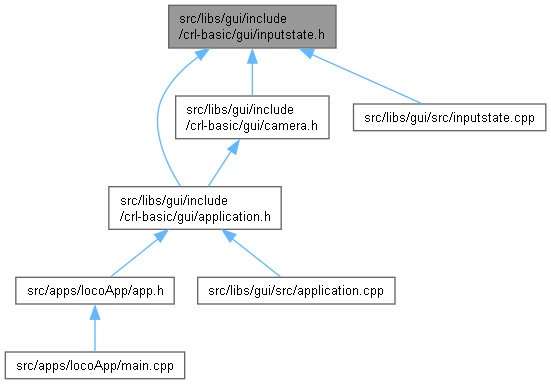 src/libs/gui/include
/crl-basic/gui/inputstate.h
src/libs/gui/include
/crl-basic/gui/camera.h
src/libs/gui/src/inputstate.cpp
src/libs/gui/include
/crl-basic/gui/application.h
src/apps/locoApp/app.h
src/libs/gui/src/application.cpp
src/apps/locoApp/main.cpp